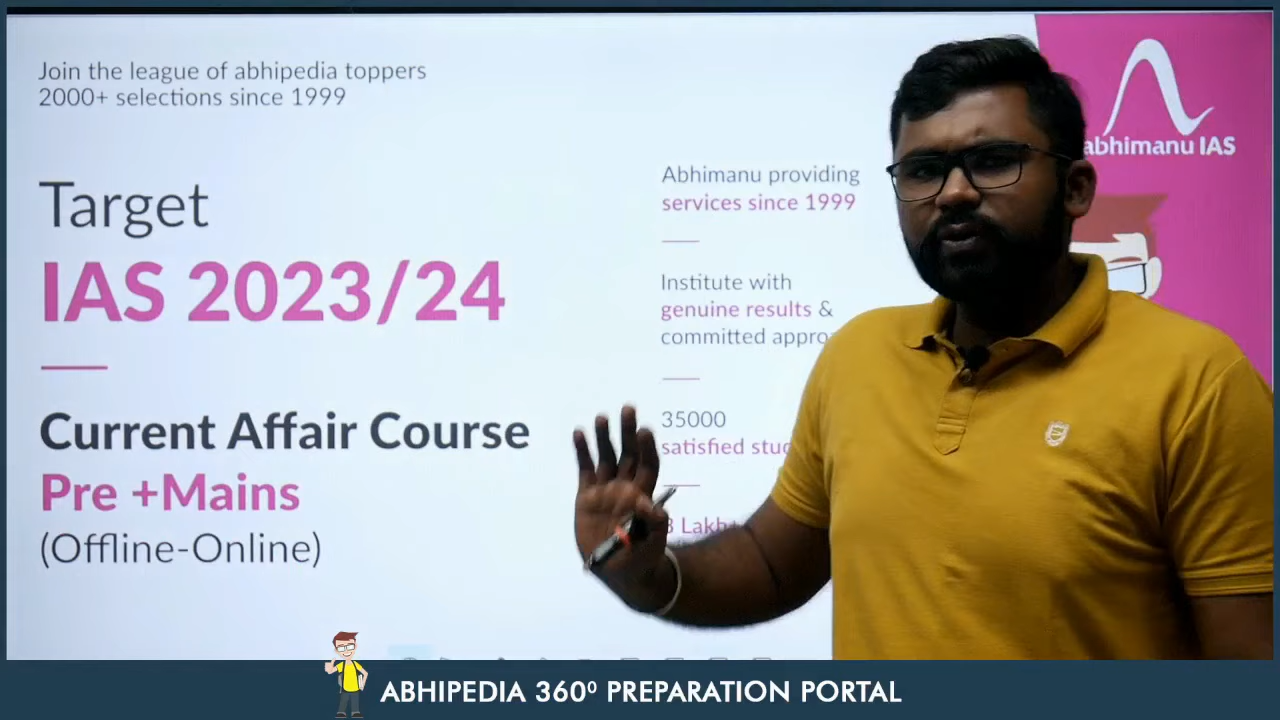 Join the league of abhipedia toppers
2000+ selections since 1999
Target
IAS 2023/24
Current Affair Course
Pre +Mains
(Offline-Online)
Abhimanu providing
services since 1999
Institute with
genuine results &
committed
35000
satisfied
Lakh
abhimanu IAS
ABHIPEDIA 360⁰ PREPARATION PORTAL